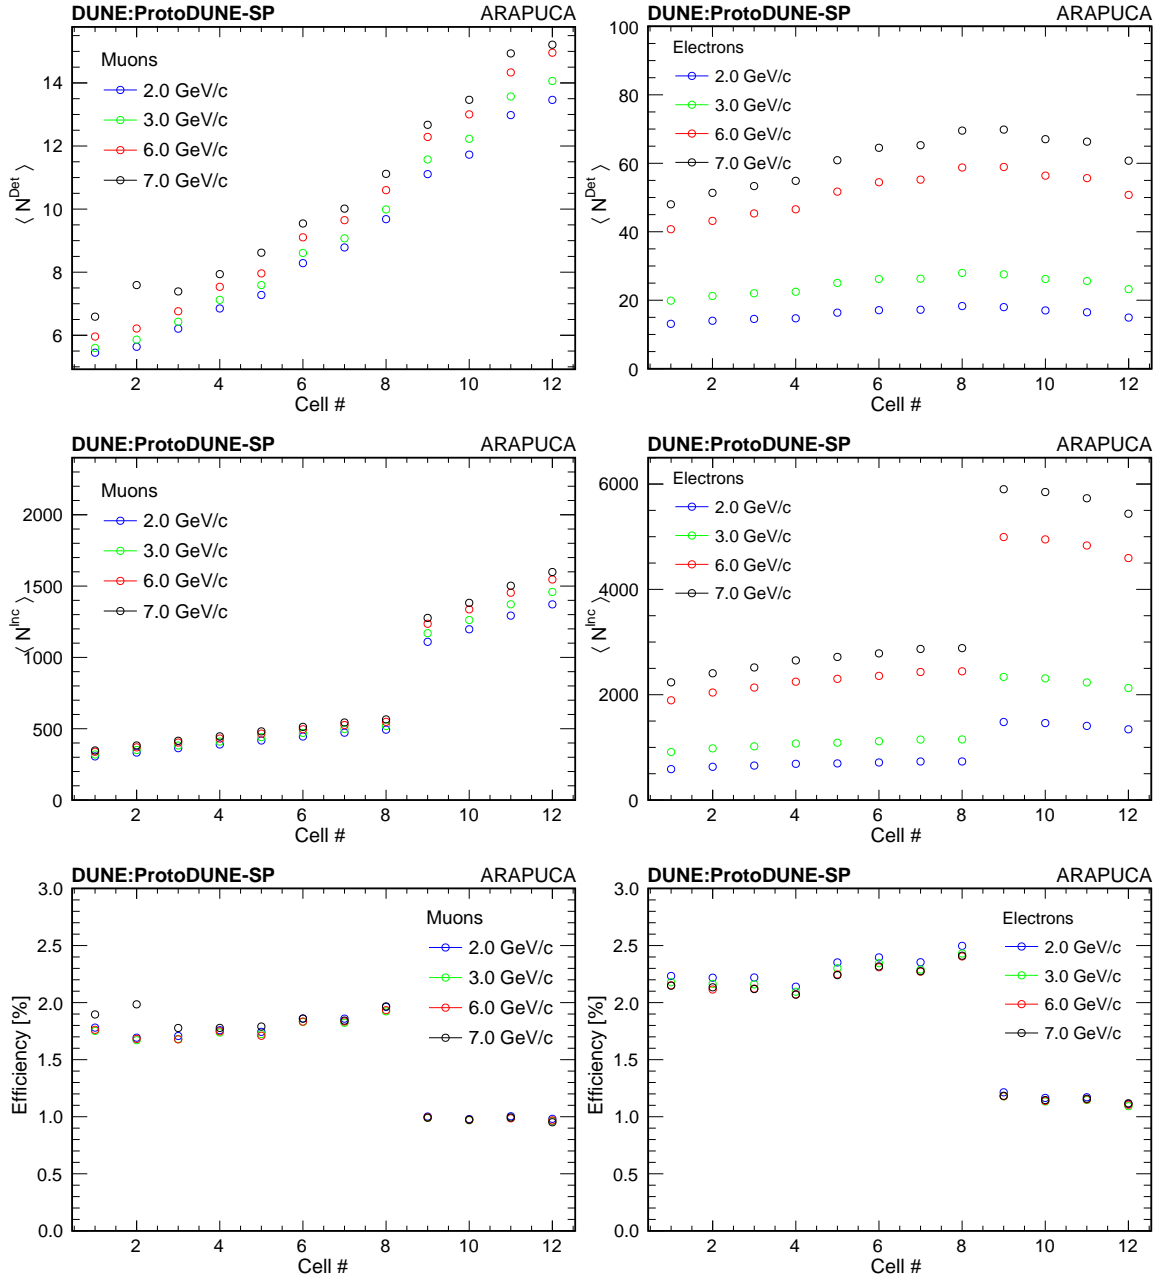 DUNE:ProtoDUNE-SP ARAPUCA
Muons
2.0 GeV/c
3.0 GeV/c
6.0 GeV/c
7.0 GeV/c
⟨ N^Det ⟩
14
12
10
8
6
2 4 6 8 10 12
Cell #
DUNE:ProtoDUNE-SP ARAPUCA
Electrons
2.0 GeV/c
3.0 GeV/c
6.0 GeV/c
7.0 GeV/c
⟨ N^Det ⟩
100
80
60
40
20
0
2 4 6 8 10 12
Cell #
DUNE:ProtoDUNE-SP ARAPUCA
Muons
2.0 GeV/c
3.0 GeV/c
6.0 GeV/c
7.0 GeV/c
⟨ N^Inc ⟩
2000
1500
1000
500
0
2 4 6 8 10 12
Cell #
DUNE:ProtoDUNE-SP ARAPUCA
Electrons
2.0 GeV/c
3.0 GeV/c
6.0 GeV/c
7.0 GeV/c
⟨ N^Inc ⟩
6000
4000
2000
0
2 4 6 8 10 12
Cell #
DUNE:ProtoDUNE-SP ARAPUCA
Muons
2.0 GeV/c
3.0 GeV/c
6.0 GeV/c
7.0 GeV/c
Efficiency [%]
3.0
2.5
2.0
1.5
1.0
0.5
0.0
2 4 6 8 10 12
Cell #
DUNE:ProtoDUNE-SP ARAPUCA
Electrons
2.0 GeV/c
3.0 GeV/c
6.0 GeV/c
7.0 GeV/c
Efficiency [%]
3.0
2.5
2.0
1.5
1.0
0.5
0.0
2 4 6 8 10 12
Cell #